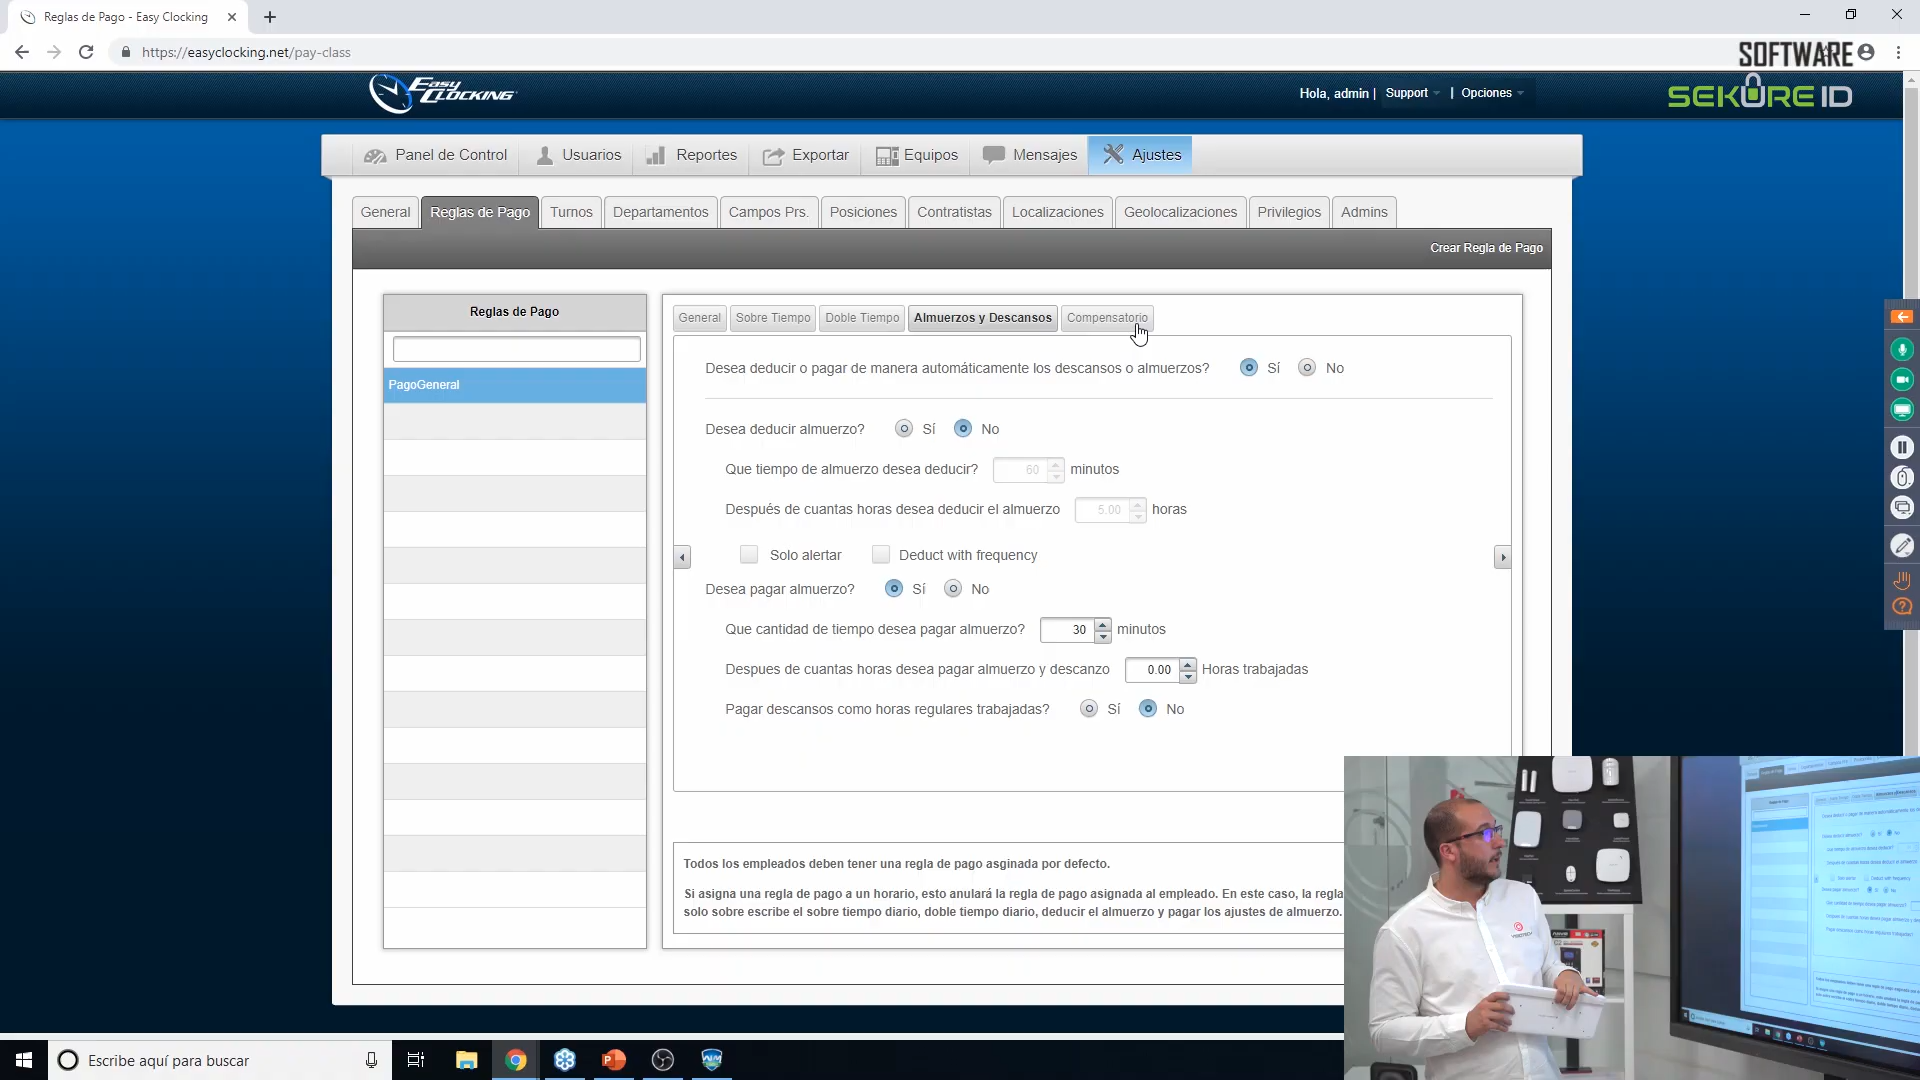 Reglas de Pago - Easy Clocking
https://easyclocking.net/pay-class
SOFTWARE
Easy Clocking
Hola, admin | Support | Opciones
SEKURE ID
Panel de Control Usuarios Reportes Exportar Equipos Mensajes Ajustes
General Reglas de Pago Turnos Departamentos Campos Prs. Posiciones Contratistas Localizaciones Geolocalizaciones Privilegios Admins
Crear Regla de Pago
Reglas de Pago
PagoGeneral
General Sobre Tiempo Doble Tiempo Almuerzos y Descansos Compensatorio
Desea deducir o pagar de manera automáticamente los descansos o almuerzos? Sí No
Desea deducir almuerzo? Sí No
Que tiempo de almuerzo desea deducir? 60 minutos
Después de cuantas horas desea deducir el almuerzo 5.00 horas
Solo alertar Deduct with frequency
Desea pagar almuerzo? Sí No
Que cantidad de tiempo desea pagar almuerzo? 30 minutos
Despues de cuantas horas desea pagar almuerzo y descanzo 0.00 Horas trabajadas
Pagar descansos como horas regulares trabajadas? Sí No
Todos los empleados deben tener una regla de pago asginada por defecto.
Si asigna una regla de pago a un horario, esto anulará la regla de pago asignada al empleado. En este caso, la regla
solo sobre escribe el sobre tiempo diario, doble tiempo diario, deducir el almuerzo y pagar los ajustes de almuerzo.
Escribe aquí para buscar